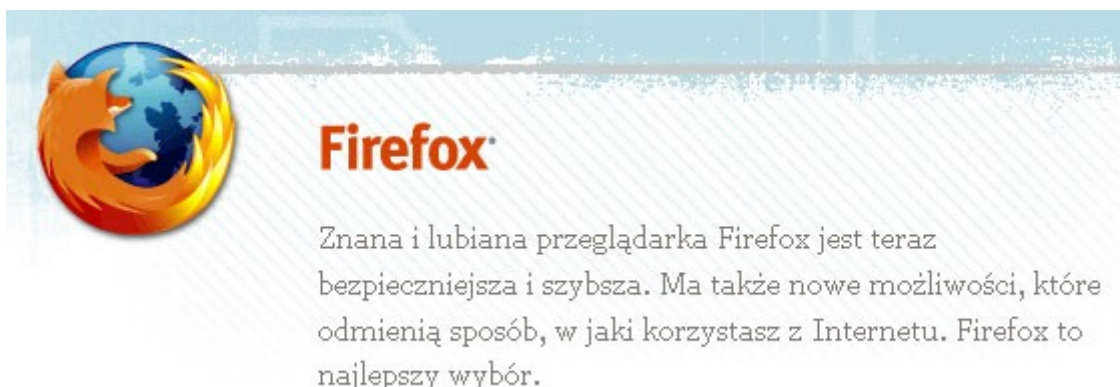 Firefox®
Znana i lubiana przeglądarka Firefox jest teraz
bezpieczniejsza i szybsza. Ma także nowe możliwości, które
odmienią sposób, w jaki korzystasz z Internetu. Firefox to
najlepszy wybór.